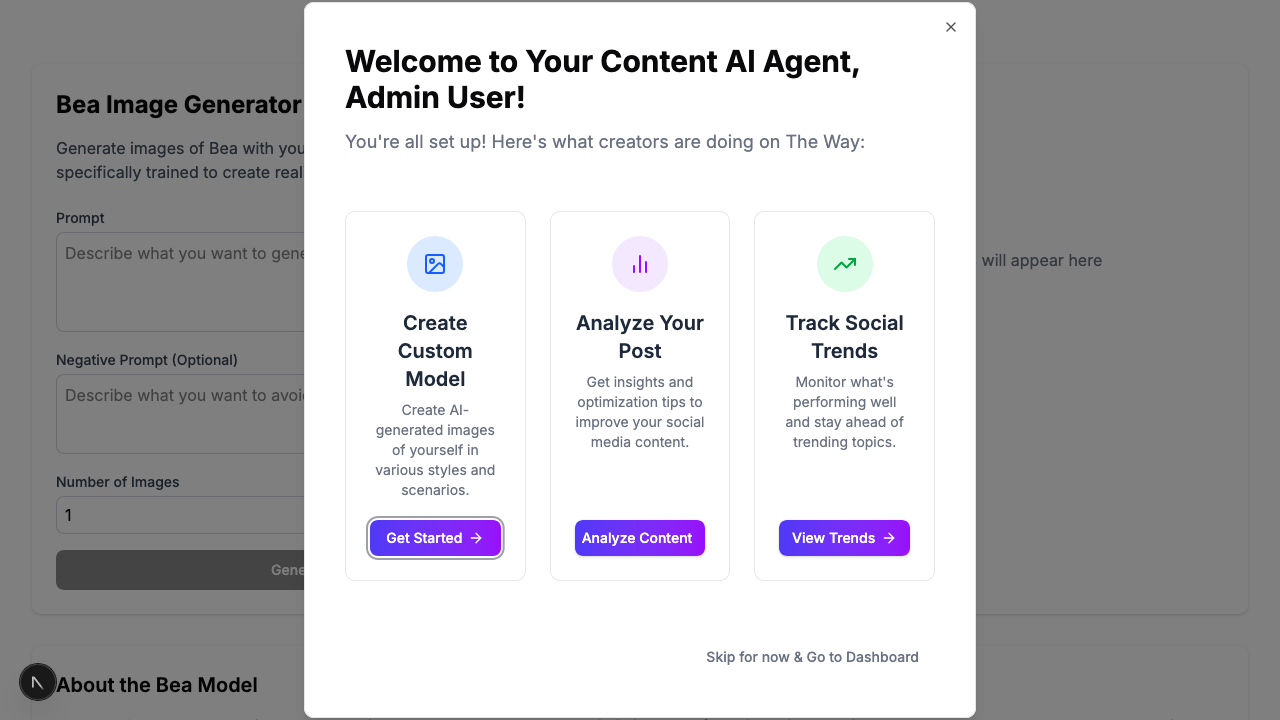 Welcome to Your Content AI Agent,
Admin User!
You're all set up! Here's what creators are doing on The Way:
Create
Custom
Model
Create AI-
generated images
of yourself in
various styles and
scenarios.
Get Started
Analyze Your
Post
Get insights and
optimization tips to
improve your social
media content.
Analyze Content
Track Social
Trends
Monitor what's
performing well
and stay ahead of
trending topics.
View Trends
Skip for now & Go to Dashboard
Bea Image Generator
Generate images of Bea with
specifically trained to create
Prompt
Describe what you want to
Negative Prompt (Optional)
Describe what you want to
Number of Images
1
will appear here
About the Bea Model